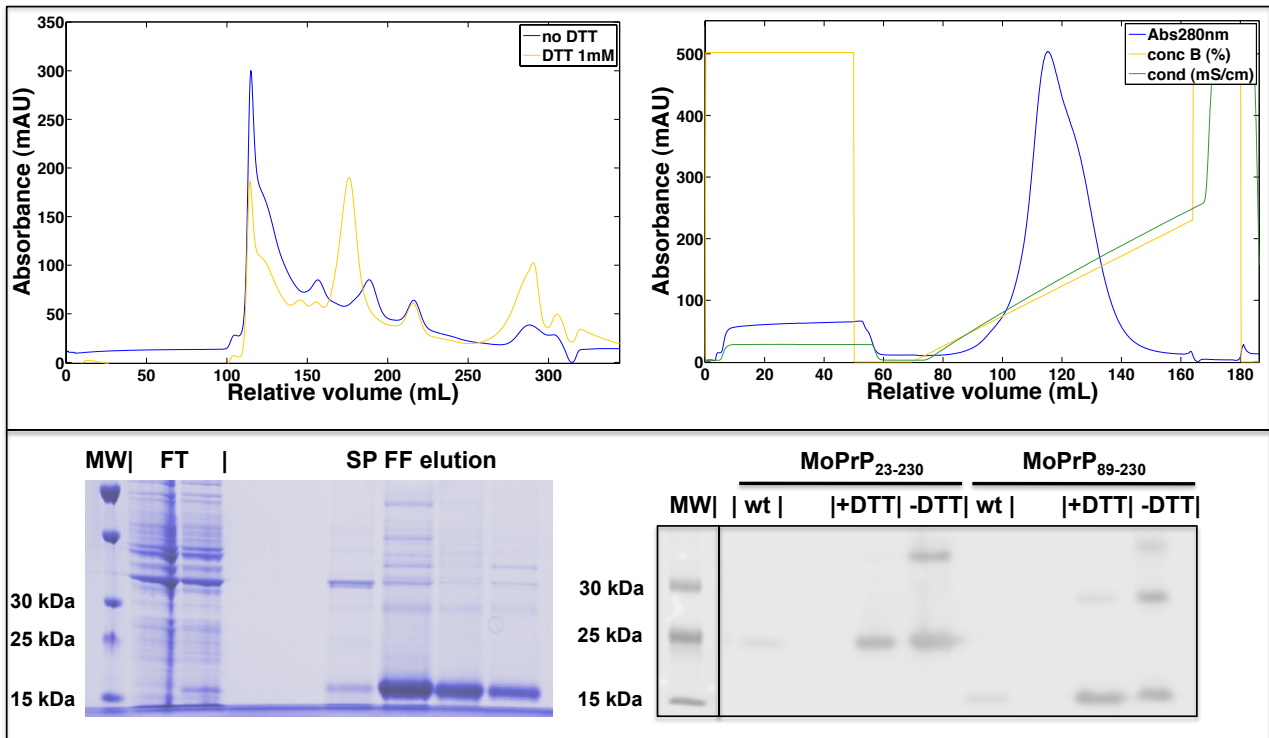 350
300
250
200
150
100
50
0
Absorbance (mAU)
0 50 100 150 200 250 300
Relative volume (mL)
no DTT
DTT 1mM
500
400
300
200
100
0
Absorbance (mAU)
0 20 40 60 80 100 120 140 160 180
Relative volume (mL)
Abs280nm
conc B (%)
cond (mS/cm)
MW| FT | SP FF elution
30 kDa
25 kDa
15 kDa
MoPrP23-230 MoPrP89-230
MW| | wt | |+DTT| -DTT| wt | |+DTT| -DTT|
30 kDa
25 kDa
15 kDa